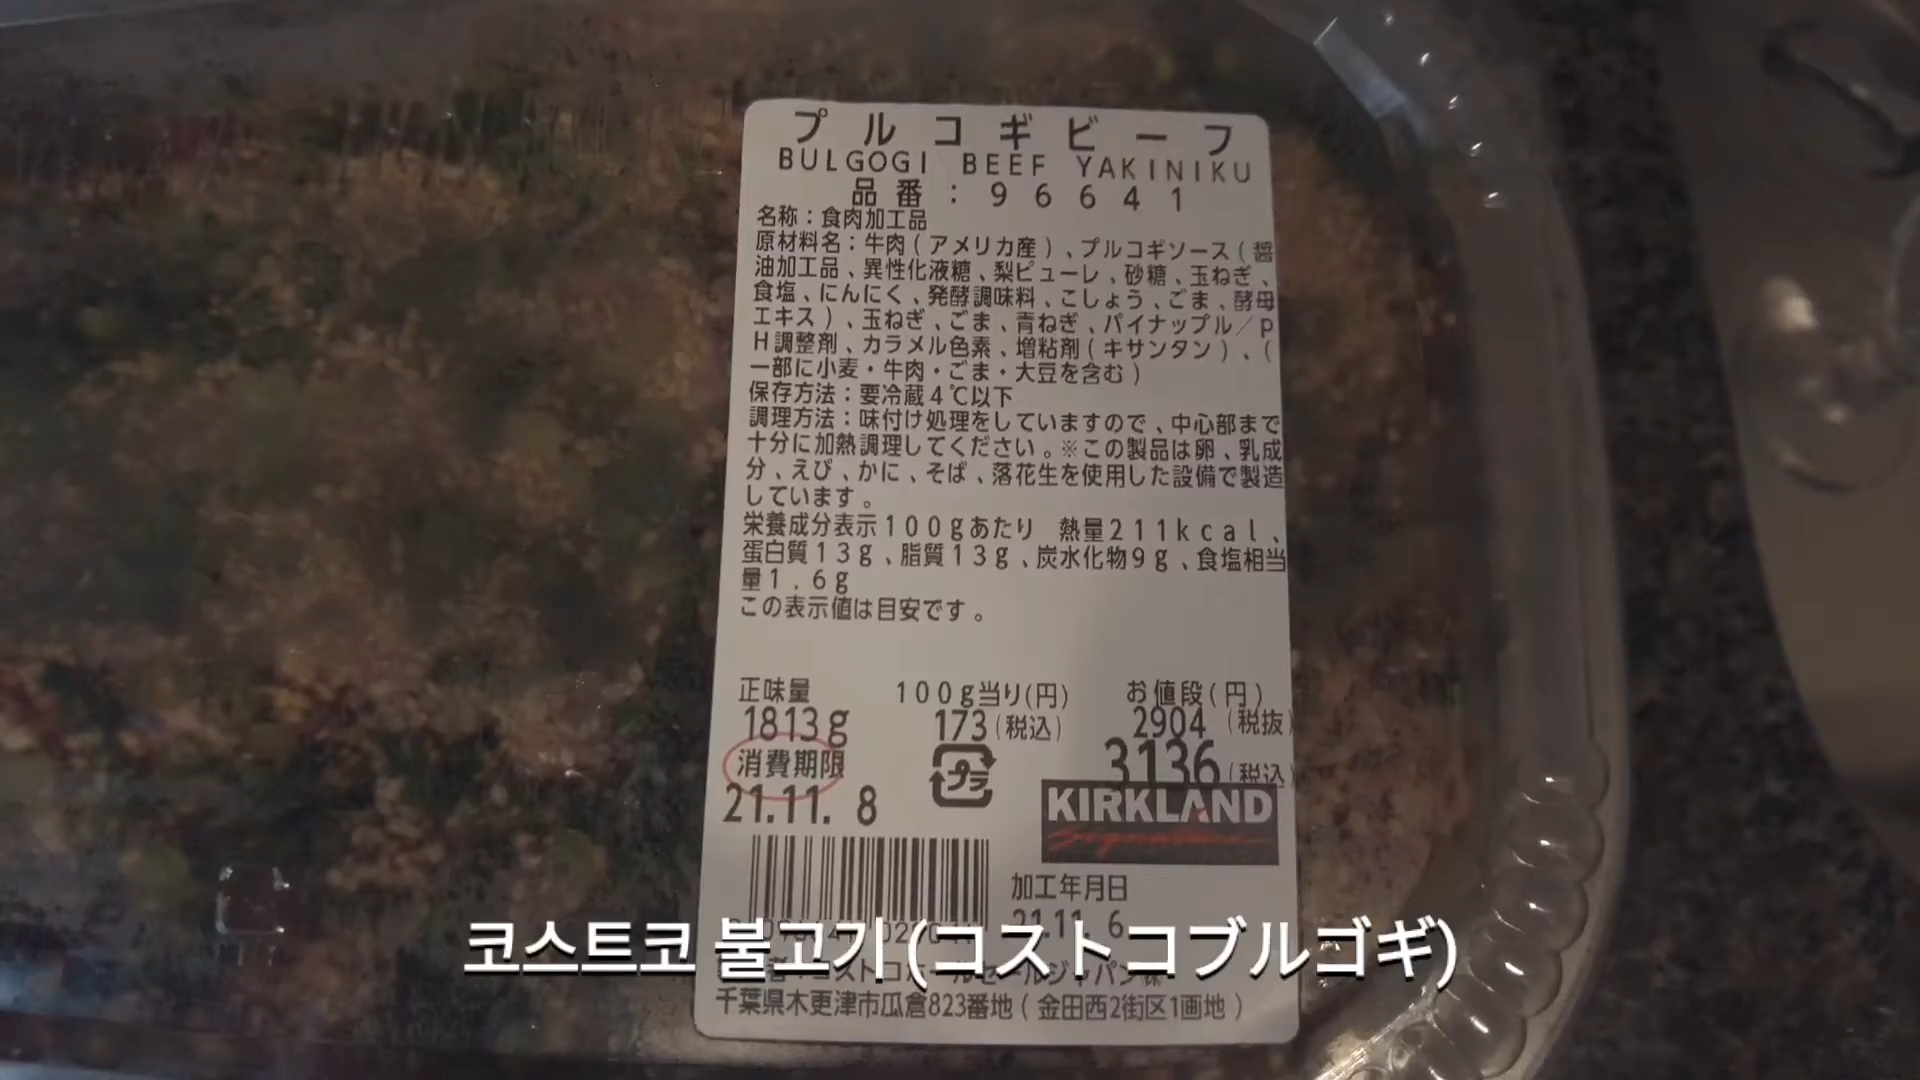 プルコギビーフ
BULGOGI BEEF YAKINIKU
品番：96641
名称：食肉加工品
原材料名：牛肉(アメリカ産)、プルコギソース(醤
油加工品、異性化液糖、梨ピューレ、砂糖、玉ねぎ、
食塩、にんにく、発酵調味料、こしょう、ごま、酵母
エキス)、玉ねぎ、ごま、青ねぎ、パイナップル／p
H調整剤、カラメル色素、増粘剤(キサンタン)、(
一部に小麦・牛肉・ごま・大豆を含む)
保存方法：要冷蔵4℃以下
調理方法：味付け処理をしていますので、中心部まで
十分に加熱調理してください。※この製品は卵、乳成
分、えび、かに、そば、落花生を使用した設備で製造
しています。
栄養成分表示100gあたり 熱量211kcal、
蛋白質13g、脂質13g、炭水化物9g、食塩相当
量1.6g
この表示値は目安です。
正味量 100g当り(円) お値段(円)
1813g 173(税込) 2904(税抜)
消費期限 プラ 3136(税込)
21.11. 8 KIRKLAND
Signature
加工年月日
21.11. 6
코스트코 불고기(コストコブルゴギ)
千葉県木更津市瓜倉823番地(金田西2街区1画地)